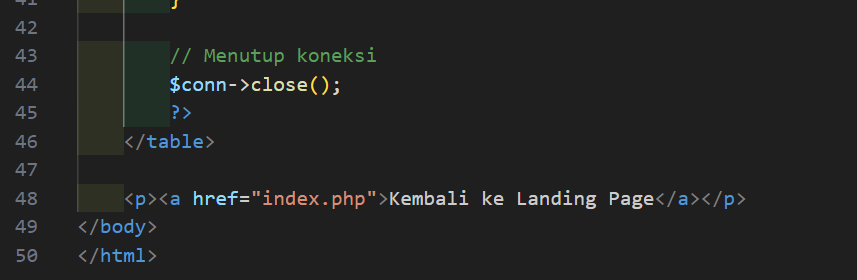 41 }
42
43 // Menutup koneksi
44 $conn->close();
45 ?>
46 </table>
47
48 <p><a href="index.php">Kembali ke Landing Page</a></p>
49 </body>
50 </html>